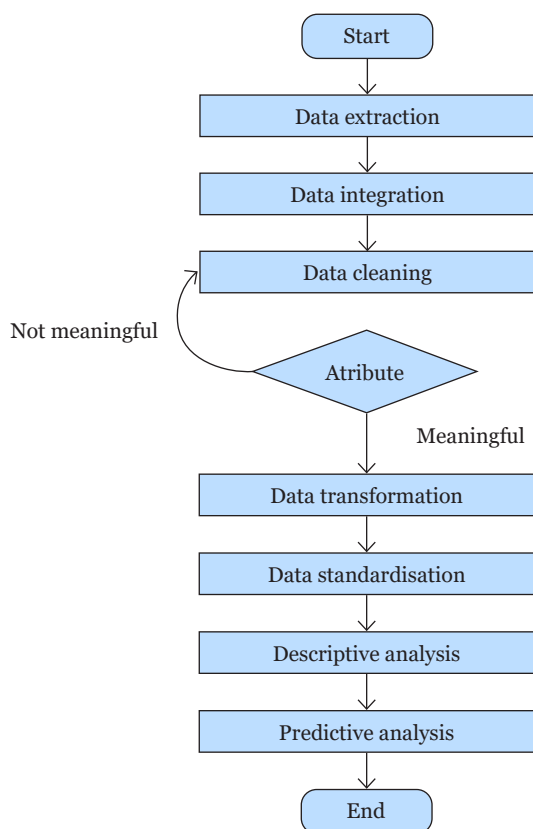 Start
Data extraction
Data integration
Data cleaning
Not meaningful
Atribute
Meaningful
Data transformation
Data standardisation
Descriptive analysis
Predictive analysis
End